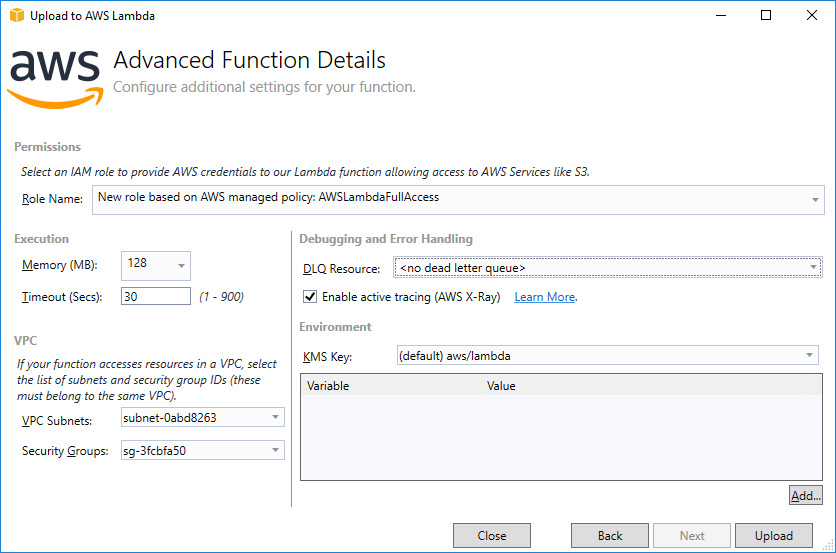 Upload to AWS Lambda
aws
Advanced Function Details
Configure additional settings for your function.
Permissions
Select an IAM role to provide AWS credentials to our Lambda function allowing access to AWS Services like S3.
Role Name: New role based on AWS managed policy: AWSLambdaFullAccess
Execution
Memory (MB): 128
Timeout (Secs): 30 (1 - 900)
VPC
If your function accesses resources in a VPC, select
the list of subnets and security group IDs (these
must belong to the same VPC).
VPC Subnets: subnet-0abd8263
Security Groups: sg-3fcbfa50
Debugging and Error Handling
DLQ Resource: <no dead letter queue>
Enable active tracing (AWS X-Ray) Learn More.
Environment
KMS Key: (default) aws/lambda
Variable Value
Add...
Close Back Next Upload